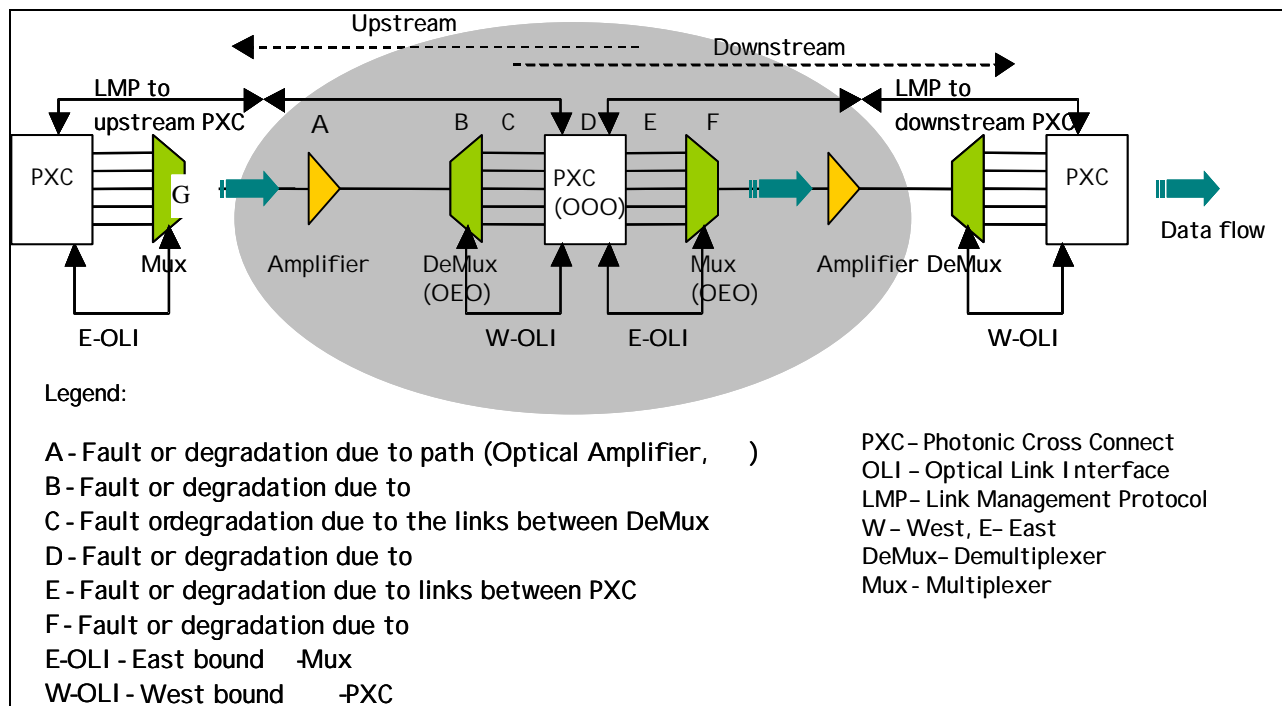 Upstream
Downstream
LMP to
upstream PXC
LMP to
downstream PXC
A
B
C
D
E
F
PXC
G
PXC
(OOO)
PXC
Data flow
Mux
Amplifier
DeMux
(OEO)
Mux
(OEO)
Amplifier
DeMux
E-OLI
W-OLI
E-OLI
W-OLI
Legend:
A - Fault or degradation due to path (Optical Amplifier, )
B - Fault or degradation due to
C - Fault or degradation due to the links between DeMux
D - Fault or degradation due to
E - Fault or degradation due to links between PXC
F - Fault or degradation due to
E-OLI - East bound -Mux
W-OLI - West bound -PXC
PXC – Photonic Cross Connect
OLI – Optical Link Interface
LMP – Link Management Protocol
W – West, E – East
DeMux – Demultiplexer
Mux - Multiplexer